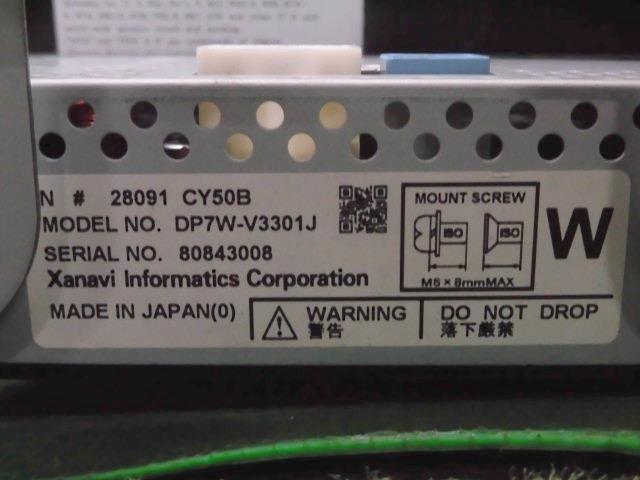 N # 28091 CY50B
MODEL NO. DP7W-V3301J
SERIAL NO. 80843008
Xanavi Informatics Corporation
MADE IN JAPAN(0)
MOUNT SCREW
ISO ISO
M5×8mmMAX
W
WARNING
警告
DO NOT DROP
落下厳禁